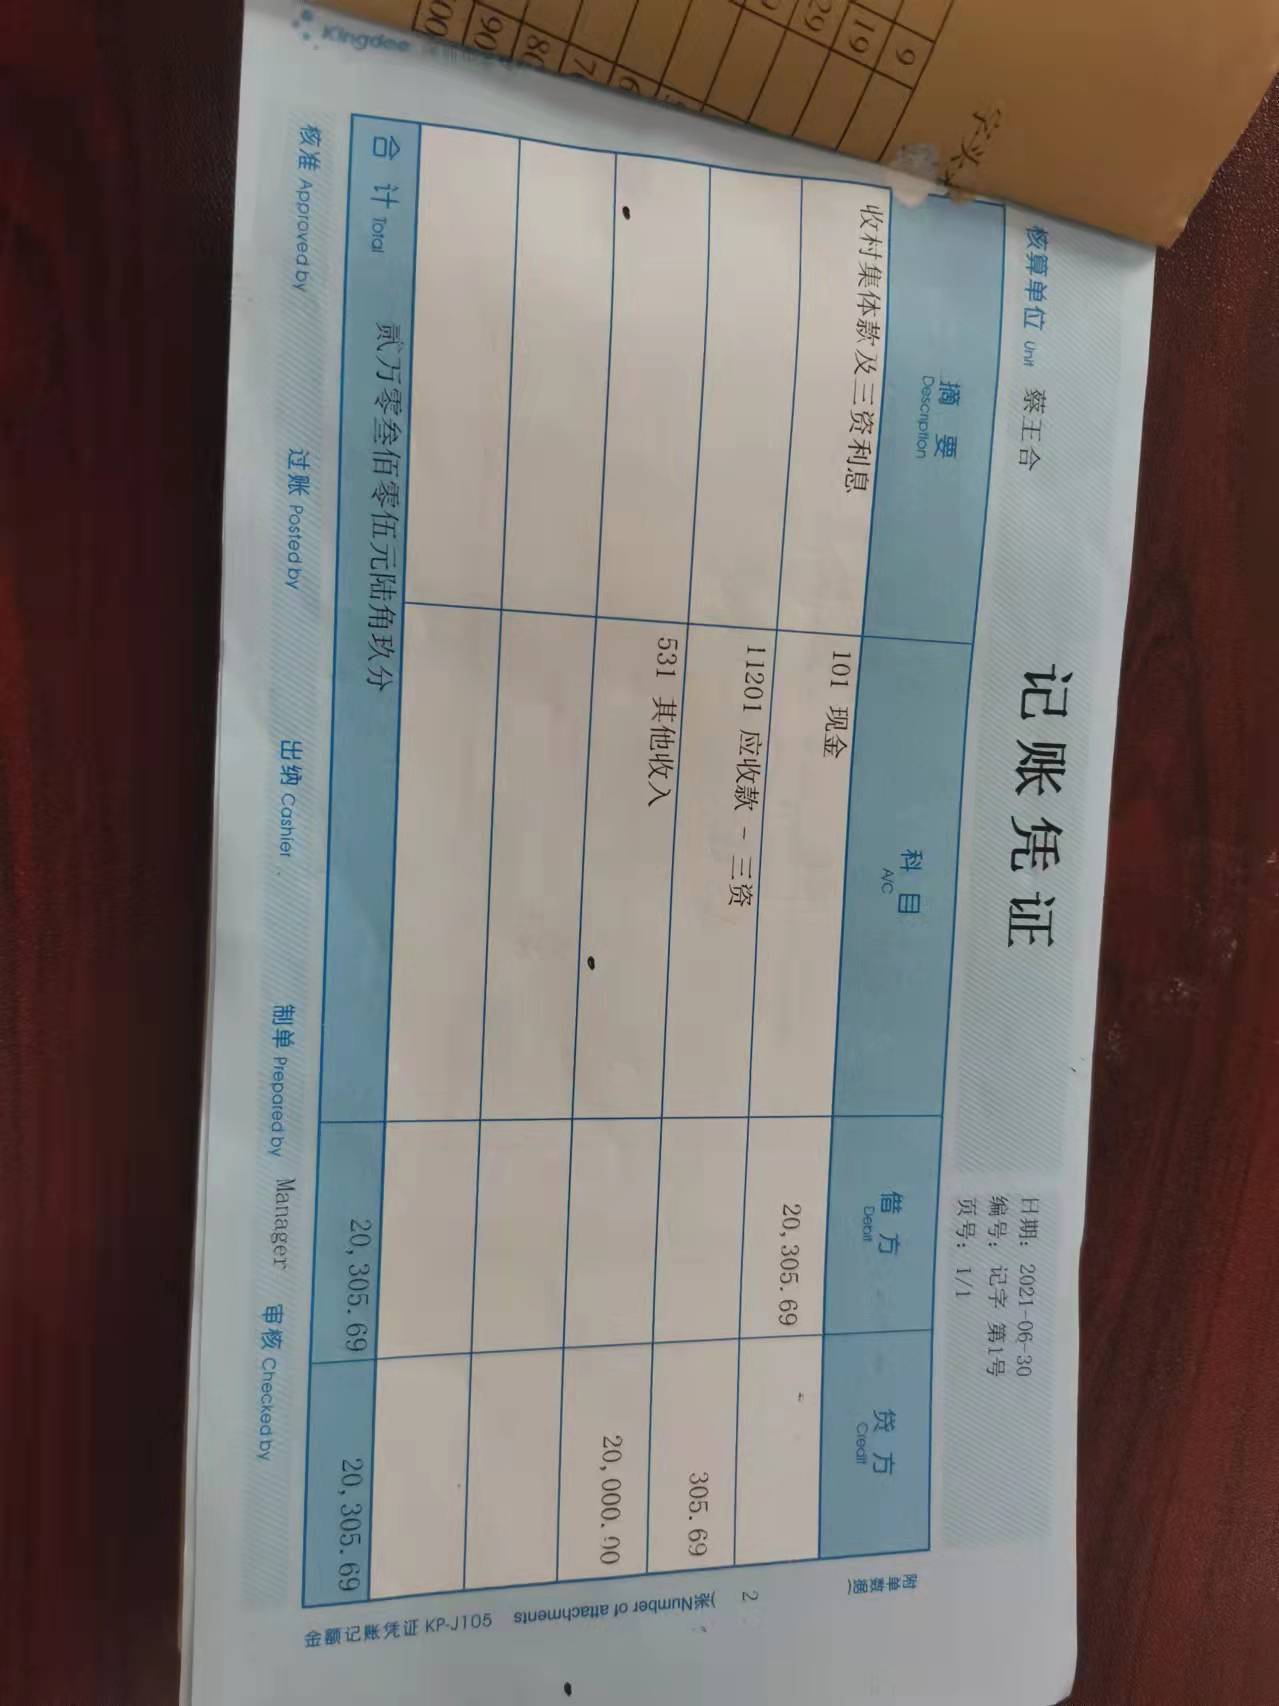 Kingdee
记账凭证
核算单位 Unit 蔡王合
日期: 2021-06-30
编号: 记字 第1号
页号: 1/1
摘要 Description 科目 A/C 借方 Debit 贷方 Credit
收村集体款及三资利息 101 现金 20,305.69
11201 应收款 - 三资 305.69
531 其他收入 20,000.00
合计 Total 贰万零叁佰零伍元陆角玖分 20,305.69 20,305.69
附单据数 2 张 Number of attachments
金额记账凭证 KP-J105
核准 Approved by 过账 Posted by 出纳 Cashier 制单 Prepared by Manager 审核 Checked by
9
19
29
80
90